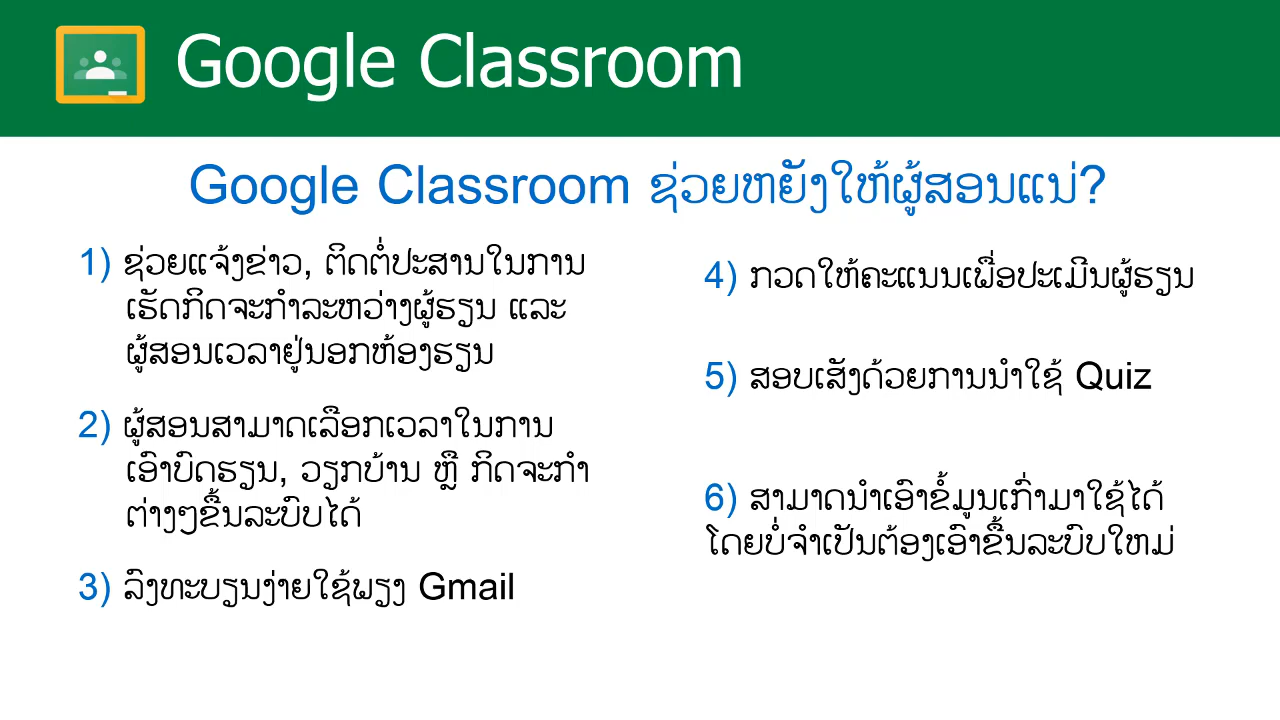 Google Classroom
Google Classroom ຊ່ວຍຫຍັງໃຫ້ຜູ້ສອນແນ່?
1) ຊ່ວຍແຈ້ງຂ່າວ, ຕິດຕໍ່ປະສານໃນການ
ເຮັດກິດຈະກຳລະຫວ່າງຜູ້ຮຽນ ແລະ
ຜູ້ສອນເວລາຢູ່ນອກຫ້ອງຮຽນ
2) ຜູ້ສອນສາມາດເລືອກເວລາໃນການ
ເອົາບົດຮຽນ, ວຽກບ້ານ ຫຼື ກິດຈະກຳ
ຕ່າງໆຂຶ້ນລະບົບໄດ້
3) ລົງທະບຽນງ່າຍໃຊ້ພຽງ Gmail
4) ກວດໃຫ້ຄະແນນເພື່ອປະເມີນຜູ້ຮຽນ
5) ສອບເສັງດ້ວຍການນຳໃຊ້ Quiz
6) ສາມາດນຳເອົາຂໍ້ມູນເກົ່າມາໃຊ້ໄດ້
ໂດຍບໍ່ຈຳເປັນຕ້ອງເອົາຂື້ນລະບົບໃຫມ່